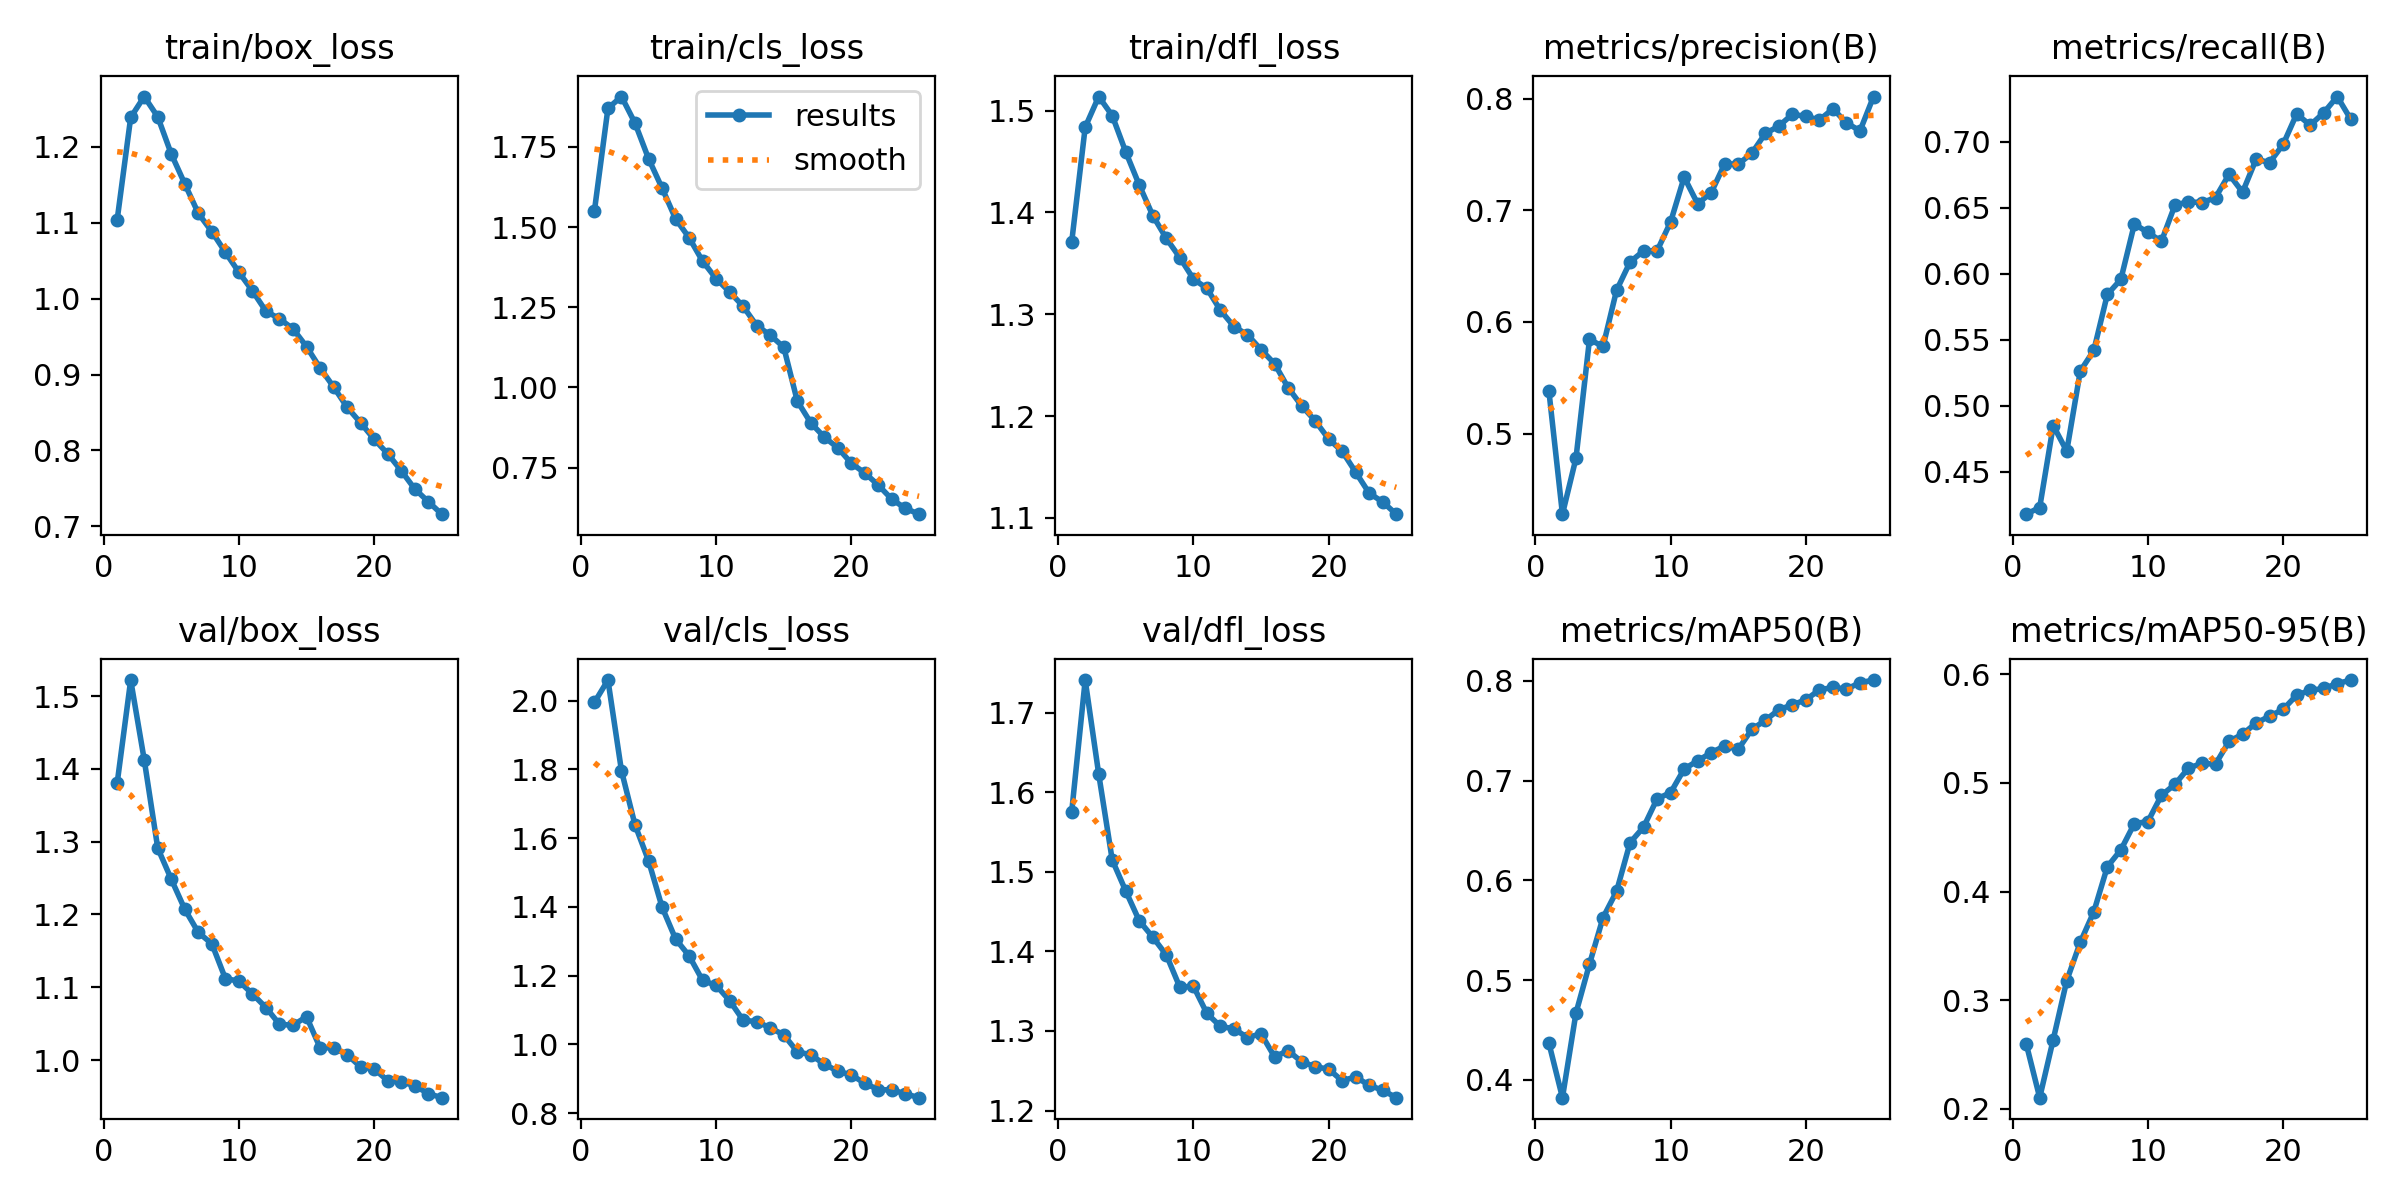 train/box_loss
train/cls_loss
train/dfl_loss
metrics/precision(B)
metrics/recall(B)
1.2
1.1
1.0
0.9
0.8
0.7
0 10 20
results
smooth
1.75
1.50
1.25
1.00
0.75
0 10 20
1.5
1.4
1.3
1.2
1.1
0 10 20
0.8
0.7
0.6
0.5
0 10 20
0.70
0.65
0.60
0.55
0.50
0.45
0 10 20
val/box_loss
val/cls_loss
val/dfl_loss
metrics/mAP50(B)
metrics/mAP50-95(B)
1.5
1.4
1.3
1.2
1.1
1.0
0 10 20
2.0
1.8
1.6
1.4
1.2
1.0
0.8
0 10 20
1.7
1.6
1.5
1.4
1.3
1.2
0 10 20
0.8
0.7
0.6
0.5
0.4
0 10 20
0.6
0.5
0.4
0.3
0.2
0 10 20